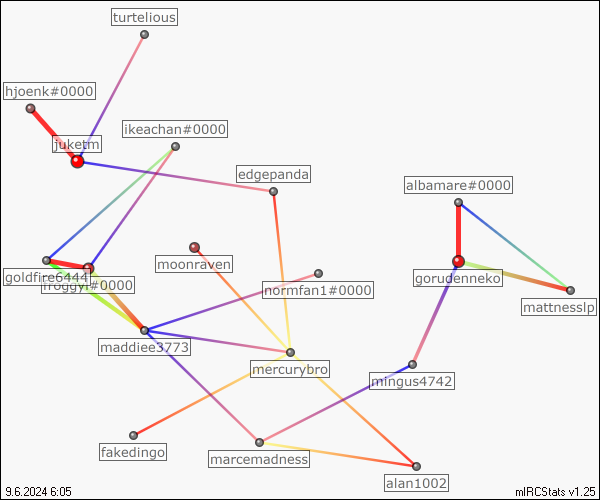 turtelious
hjoenk#0000
ikeachan#0000
juketm
edgepanda
albamare#0000
moonraven
goldfire6444
froggyf#0000
normfan1#0000
gorudenneko
mattnesslp
maddiee3773
mercurybro
mingus4742
fakedingo
marcemadness
alan1002
9.6.2024 6:05
mIRCStats v1.25